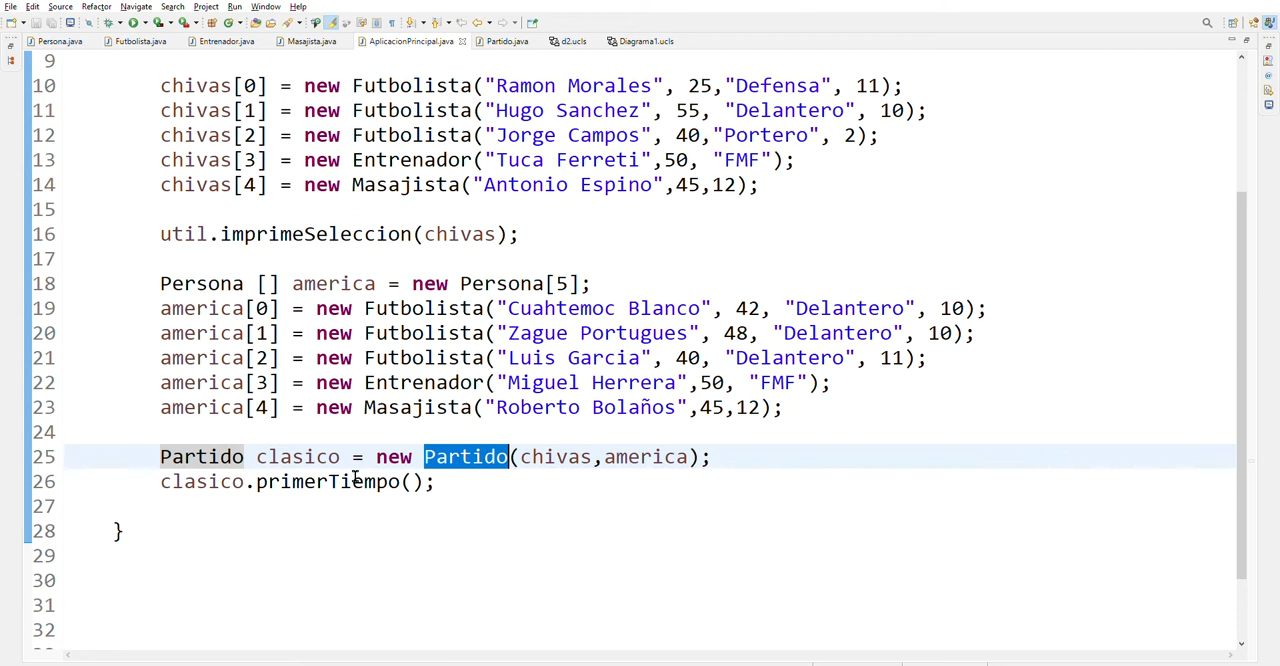 File Edit Source Refactor Navigate Search Project Run Window Help
Persona.java Futbolista.java Entrenador.java Masajista.java AplicacionPrincipal.java Partido.java d2.ucls Diagrama1.ucls
9
10 chivas[0] = new Futbolista("Ramon Morales", 25,"Defensa", 11);
11 chivas[1] = new Futbolista("Hugo Sanchez", 55, "Delantero", 10);
12 chivas[2] = new Futbolista("Jorge Campos", 40,"Portero", 2);
13 chivas[3] = new Entrenador("Tuca Ferreti",50, "FMF");
14 chivas[4] = new Masajista("Antonio Espino",45,12);
15
16 util.imprimeSeleccion(chivas);
17
18 Persona [] america = new Persona[5];
19 america[0] = new Futbolista("Cuahtemoc Blanco", 42, "Delantero", 10);
20 america[1] = new Futbolista("Zague Portugues", 48, "Delantero", 10);
21 america[2] = new Futbolista("Luis Garcia", 40, "Delantero", 11);
22 america[3] = new Entrenador("Miguel Herrera",50, "FMF");
23 america[4] = new Masajista("Roberto Bolaños",45,12);
24
25 Partido clasico = new Partido(chivas,america);
26 clasico.primerTiempo();
27
28 }
29
30
31
32